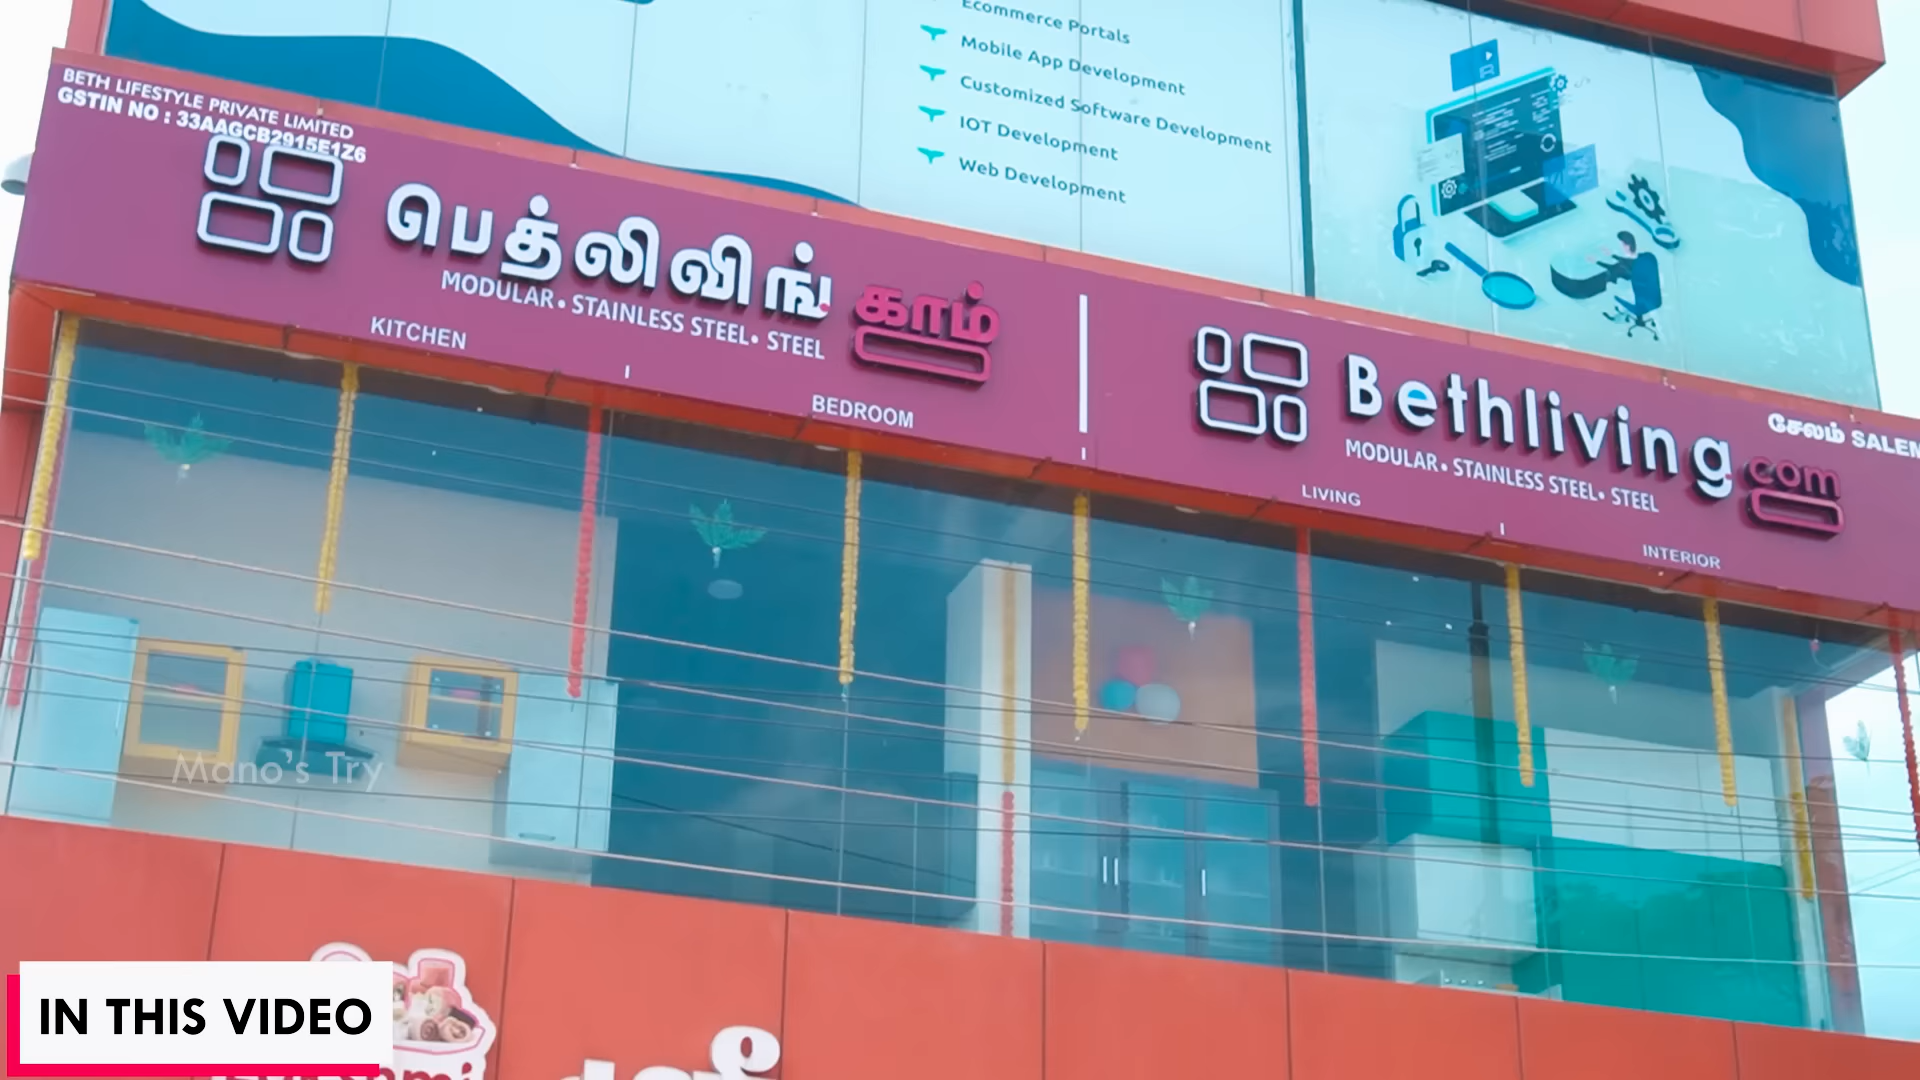 Ecommerce Portals
Mobile App Development
Customized Software Development
IOT Development
Web Development
BETH LIFESTYLE PRIVATE LIMITED
GSTIN NO : 33AAGCB2915E1Z6
பெத்லிவிங் காம்
MODULAR • STAINLESS STEEL • STEEL
KITCHEN
BEDROOM
Bethliving com
சேலம் SALEM
MODULAR • STAINLESS STEEL • STEEL
LIVING
INTERIOR
Mano's Try
IN THIS VIDEO